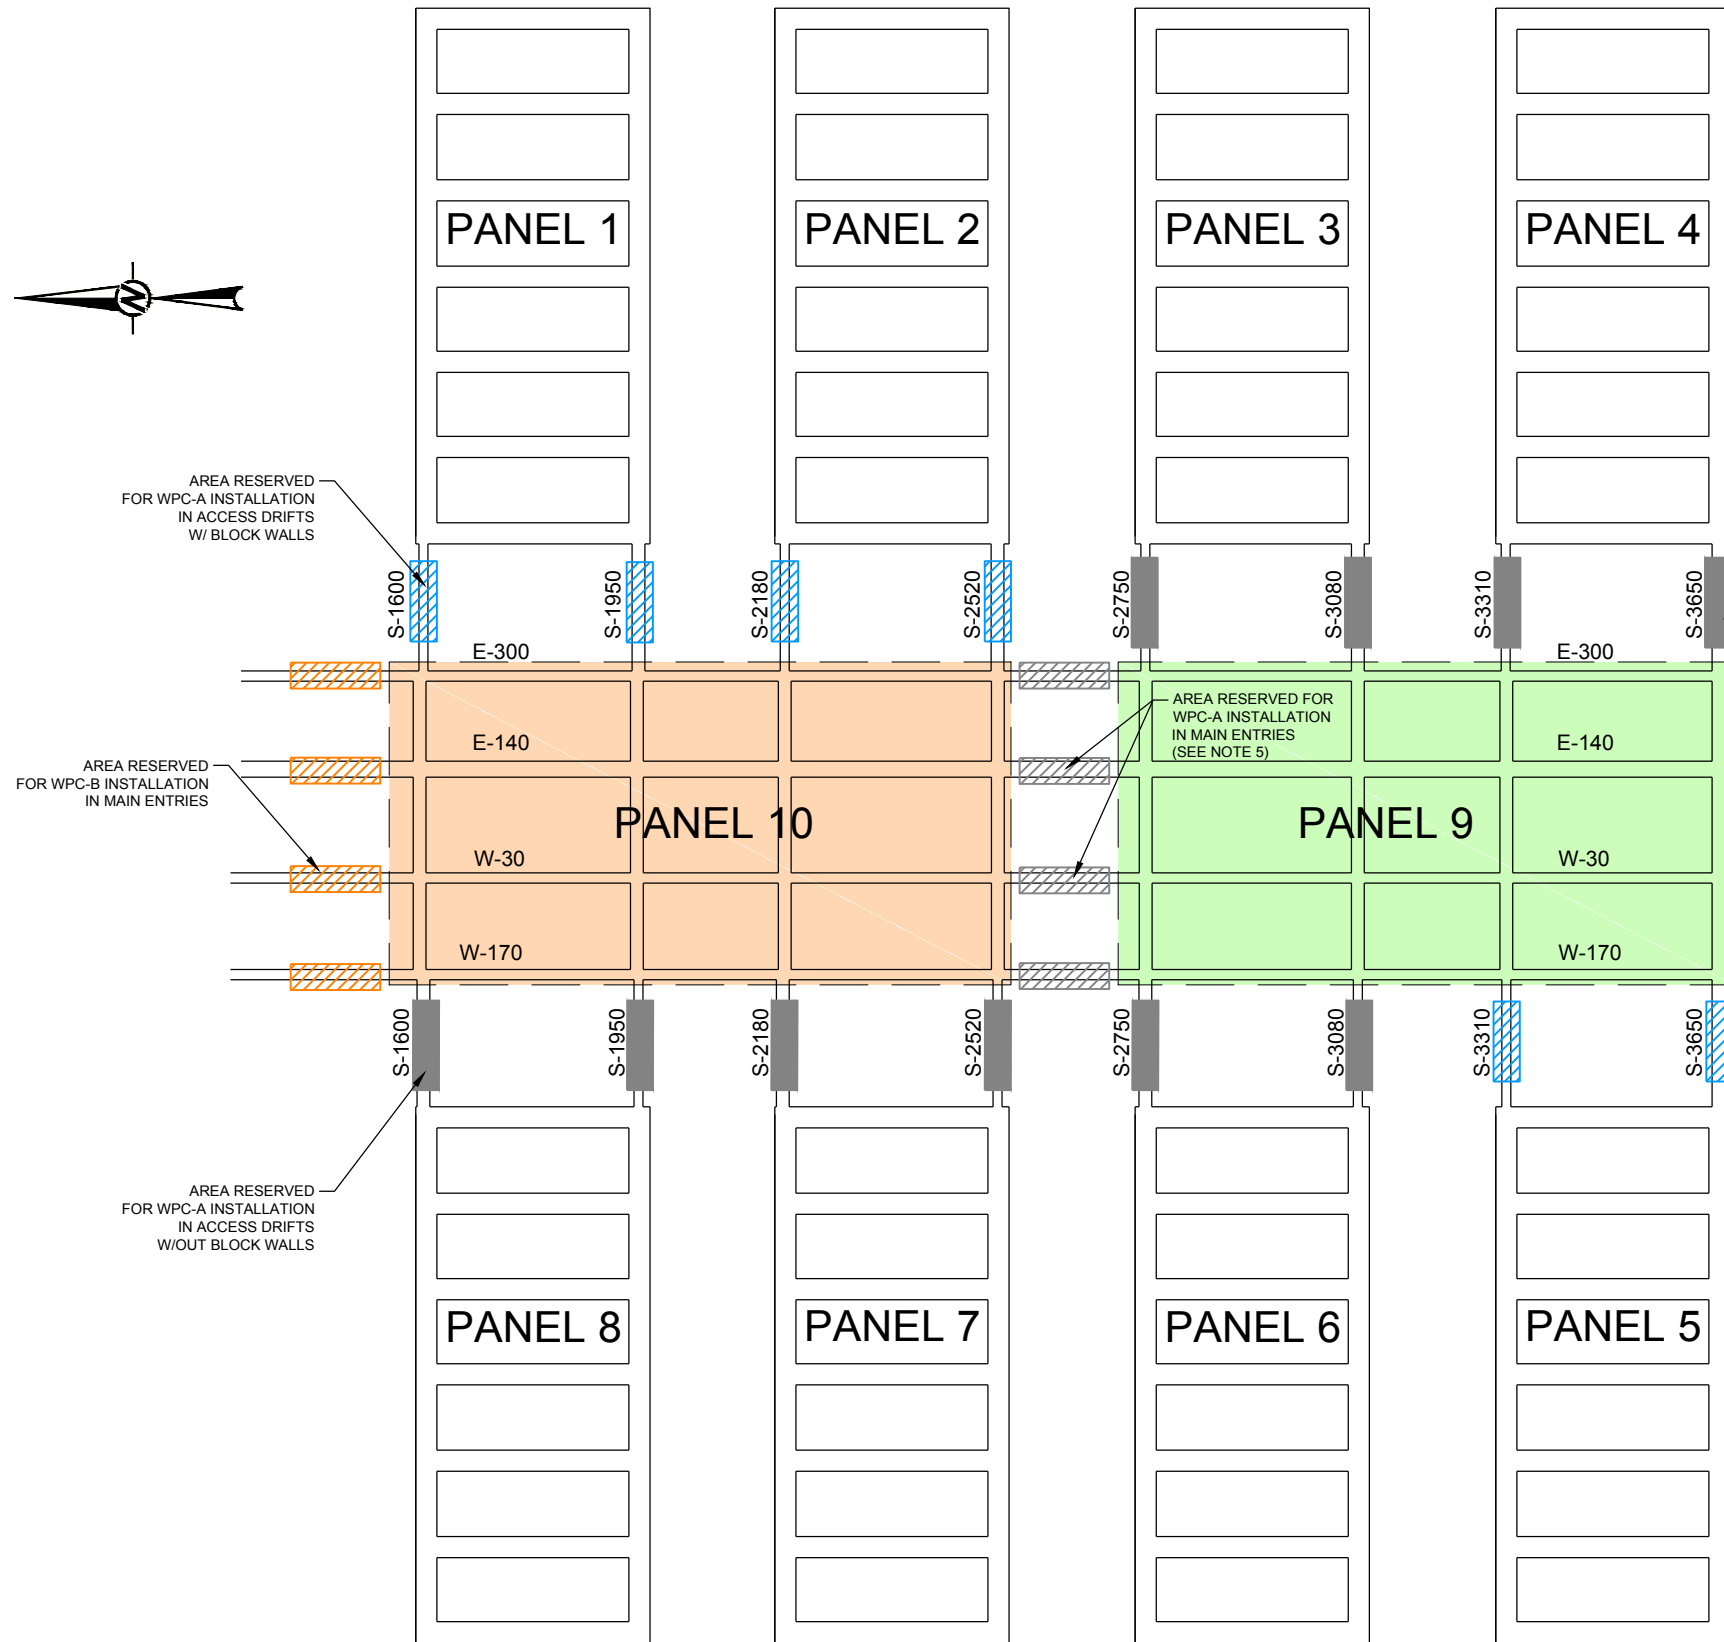 PANEL 1
PANEL 2
PANEL 3
PANEL 4
N
AREA RESERVED
FOR WPC-A INSTALLATION
IN ACCESS DRIFTS
W/ BLOCK WALLS
S-1600
S-1950
S-2180
S-2520
S-2750
S-3080
S-3310
S-3650
E-300
E-300
AREA RESERVED FOR
WPC-A INSTALLATION
IN MAIN ENTRIES
(SEE NOTE 5)
E-140
E-140
AREA RESERVED
FOR WPC-B INSTALLATION
IN MAIN ENTRIES
PANEL 10
PANEL 9
W-30
W-30
W-170
W-170
S-1600
S-1950
S-2180
S-2520
S-2750
S-3080
S-3310
S-3650
AREA RESERVED
FOR WPC-A INSTALLATION
IN ACCESS DRIFTS
W/OUT BLOCK WALLS
PANEL 8
PANEL 7
PANEL 6
PANEL 5